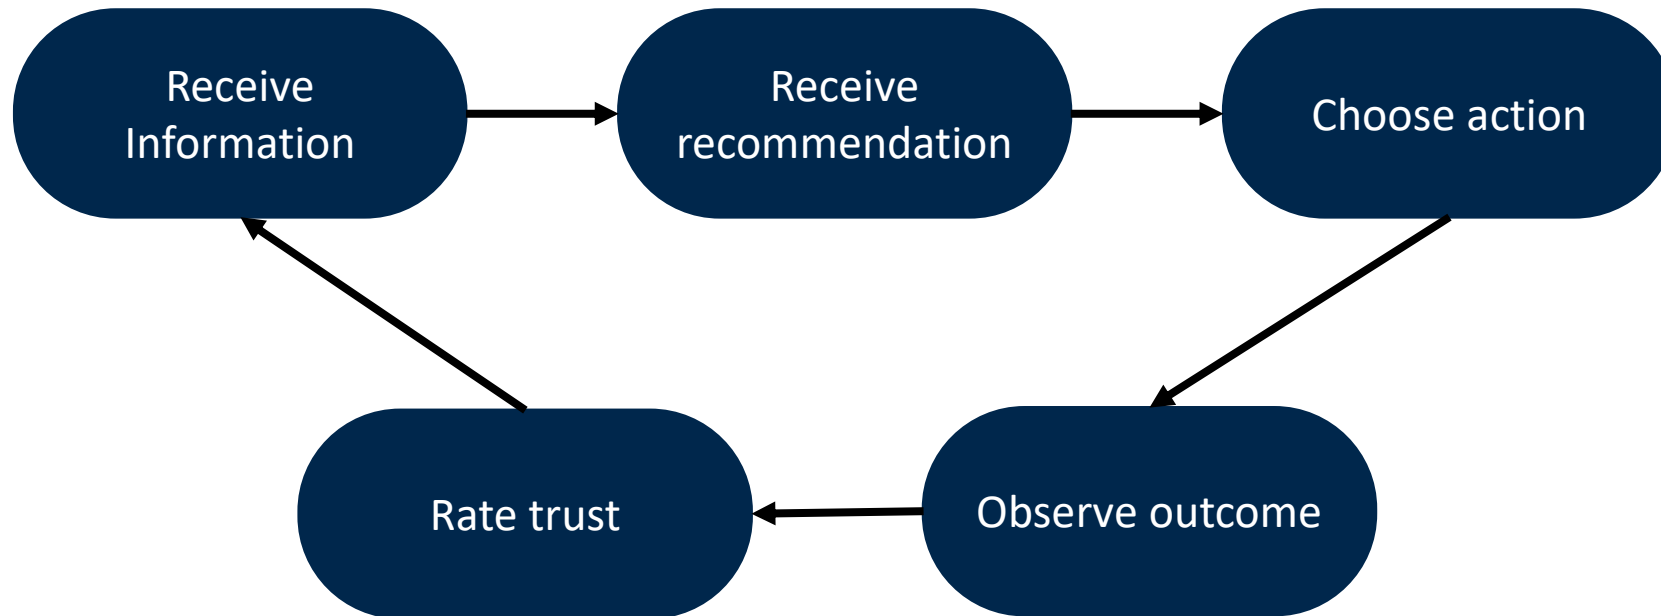 Receive
Information
Receive
recommendation
Choose action
Rate trust
Observe outcome